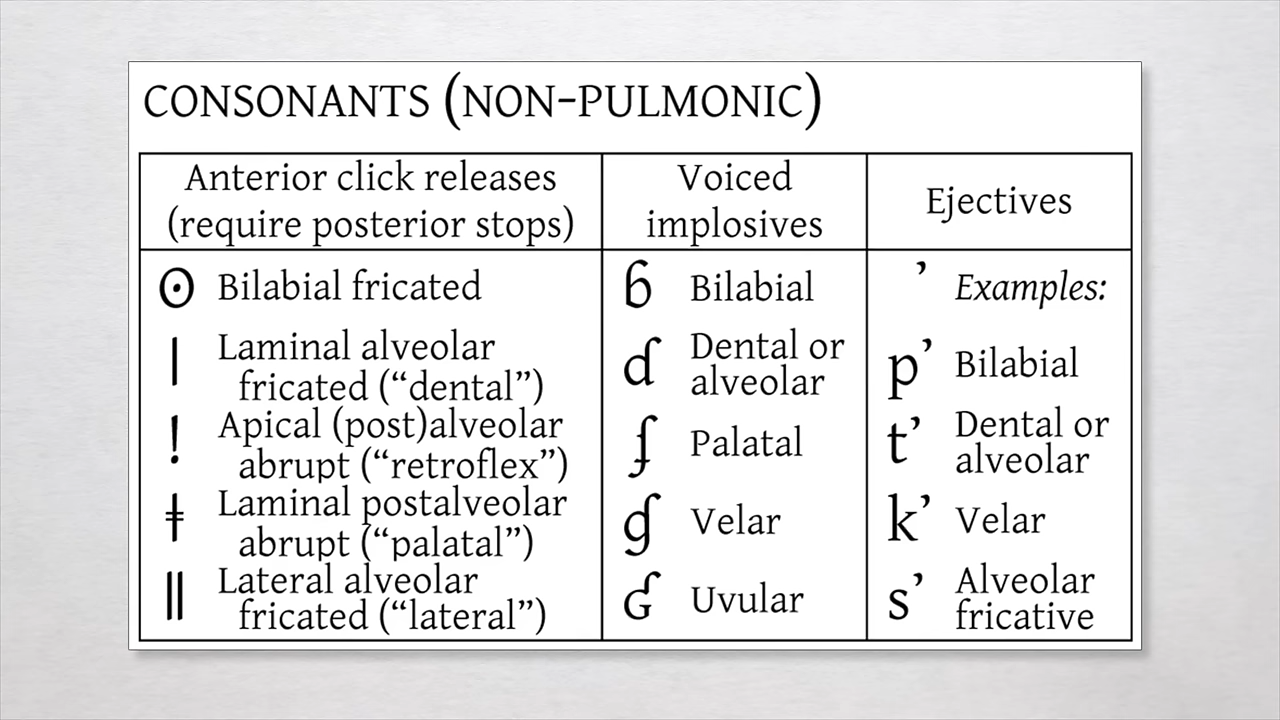 CONSONANTS (NON-PULMONIC)
Anterior click releases
(require posterior stops)
Voiced
implosives
Ejectives
ʘ Bilabial fricated
ǀ Laminal alveolar
fricated (“dental”)
ǃ Apical (post)alveolar
abrupt (“retroflex”)
ǂ Laminal postalveolar
abrupt (“palatal”)
ǁ Lateral alveolar
fricated (“lateral”)
ɓ Bilabial
ɗ Dental or
alveolar
ʄ Palatal
ɠ Velar
ʛ Uvular
ʼ Examples:
pʼ Bilabial
tʼ Dental or
alveolar
kʼ Velar
sʼ Alveolar
fricative